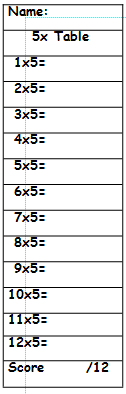 Name:
5x Table
1x5=
2x5=
3x5=
4x5=
5x5=
6x5=
7x5=
8x5=
9x5=
10x5=
11x5=
12x5=
Score /12